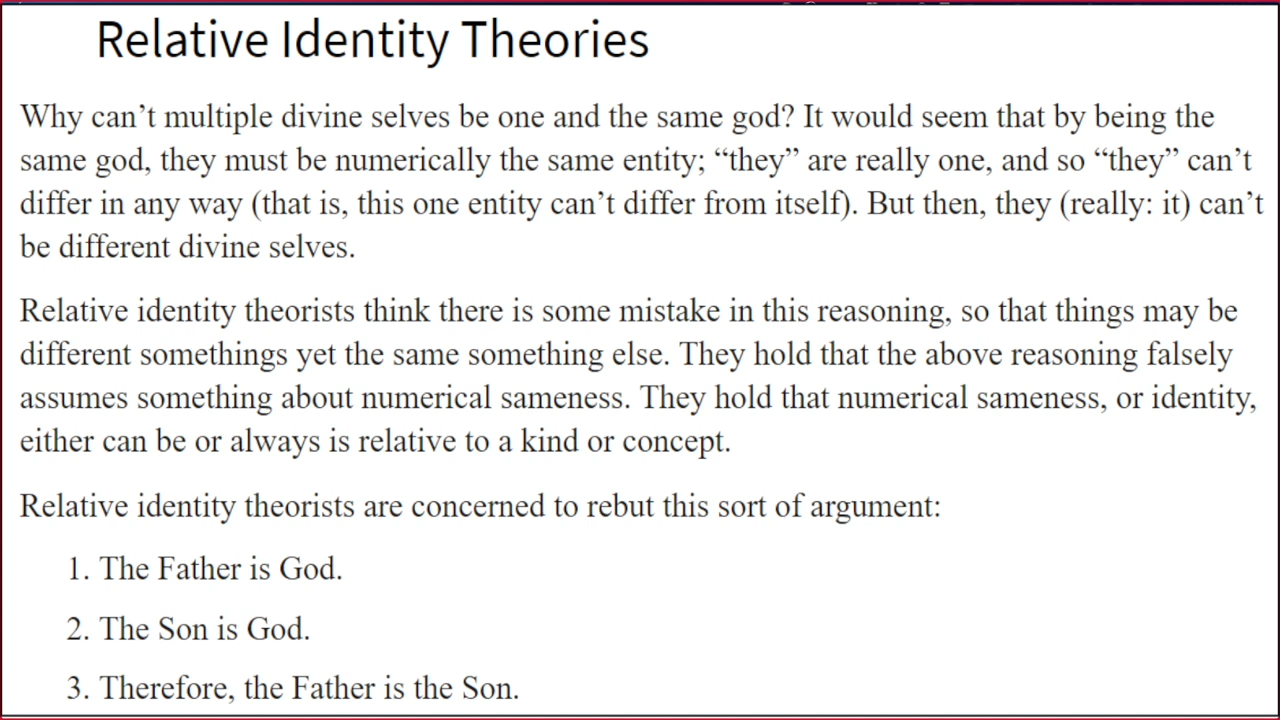 Relative Identity Theories
Why can’t multiple divine selves be one and the same god? It would seem that by being the
same god, they must be numerically the same entity; “they” are really one, and so “they” can’t
differ in any way (that is, this one entity can’t differ from itself). But then, they (really: it) can’t
be different divine selves.
Relative identity theorists think there is some mistake in this reasoning, so that things may be
different somethings yet the same something else. They hold that the above reasoning falsely
assumes something about numerical sameness. They hold that numerical sameness, or identity,
either can be or always is relative to a kind or concept.
Relative identity theorists are concerned to rebut this sort of argument:
1. The Father is God.
2. The Son is God.
3. Therefore, the Father is the Son.